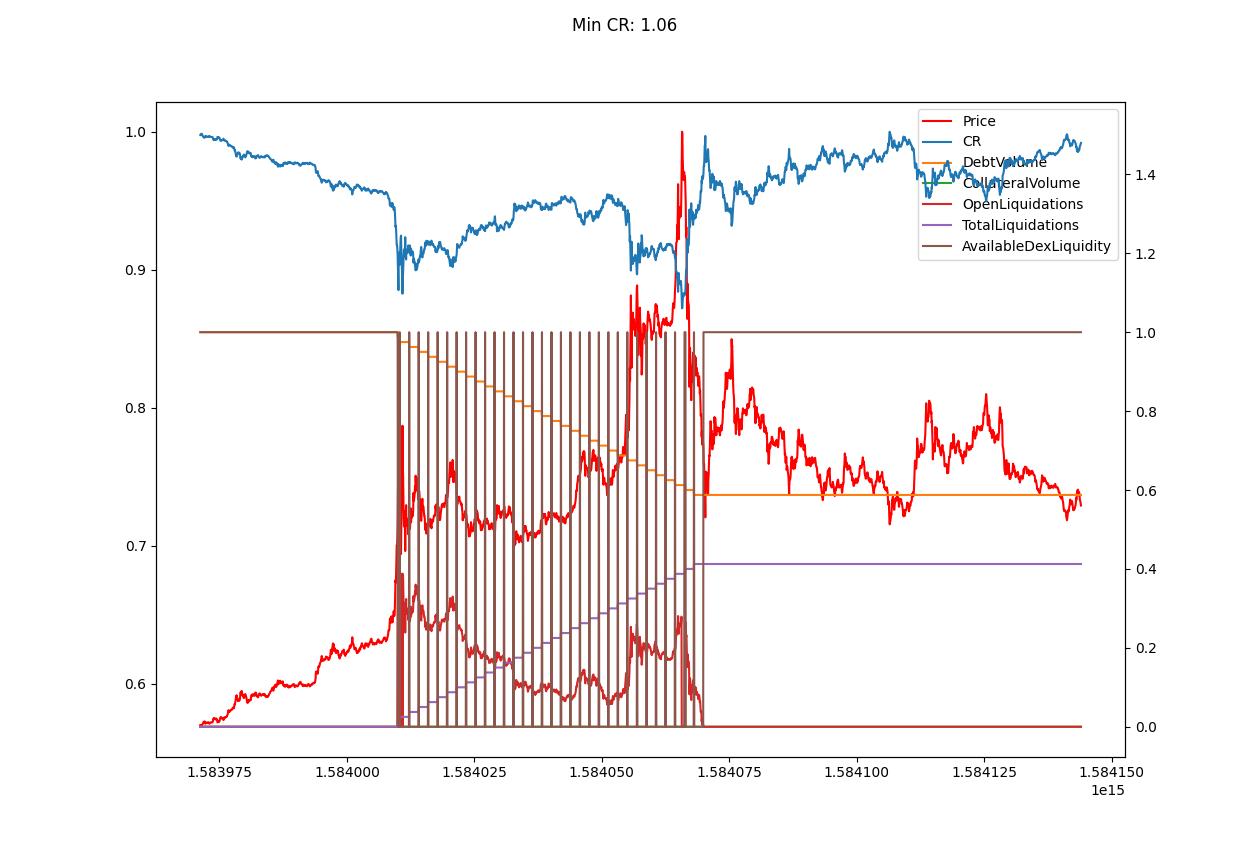 Min CR: 1.06
1.0
0.9
0.8
0.7
0.6
Price
CR
DebtVolume
CollateralVolume
OpenLiquidations
TotalLiquidations
AvailableDexLiquidity
1.4
1.2
1.0
0.8
0.6
0.4
0.2
0.0
1.583975 1.584000 1.584025 1.584050 1.584075 1.584100 1.584125 1.584150
1e15